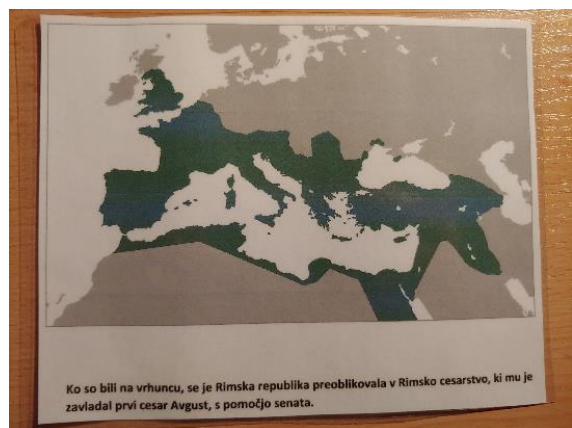 Ko so bili na vrhuncu, se je Rimska republika preoblikovala v Rimsko cesarstvo, ki mu je
zavladal prvi cesar Avgust, s pomočjo senata.